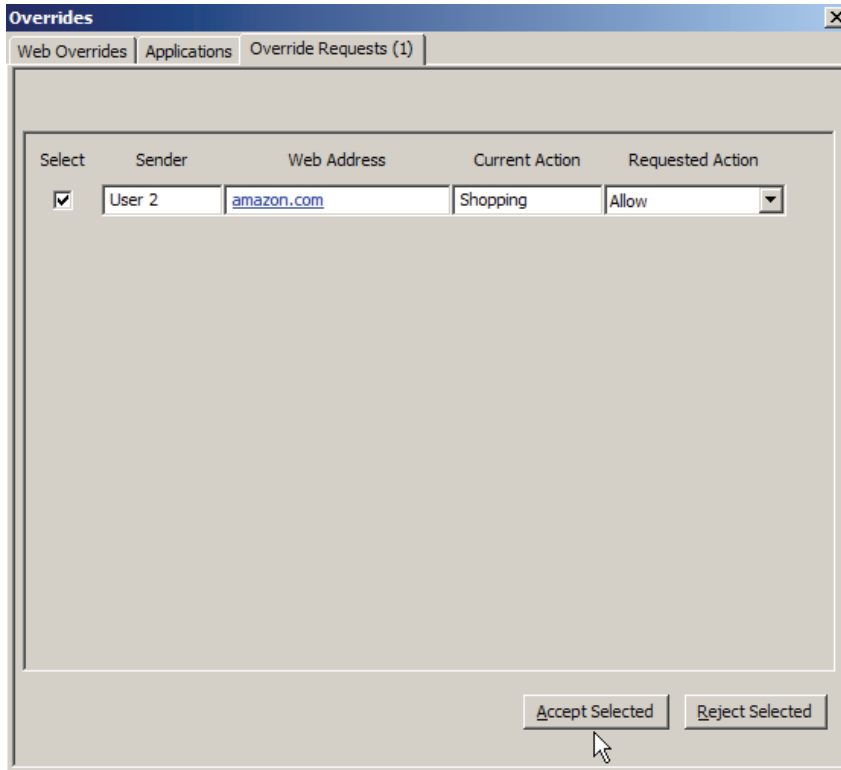 Overrides
Web Overrides Applications Override Requests (1)
Select Sender Web Address Current Action Requested Action
User 2 amazon.com Shopping Allow
Accept Selected Reject Selected